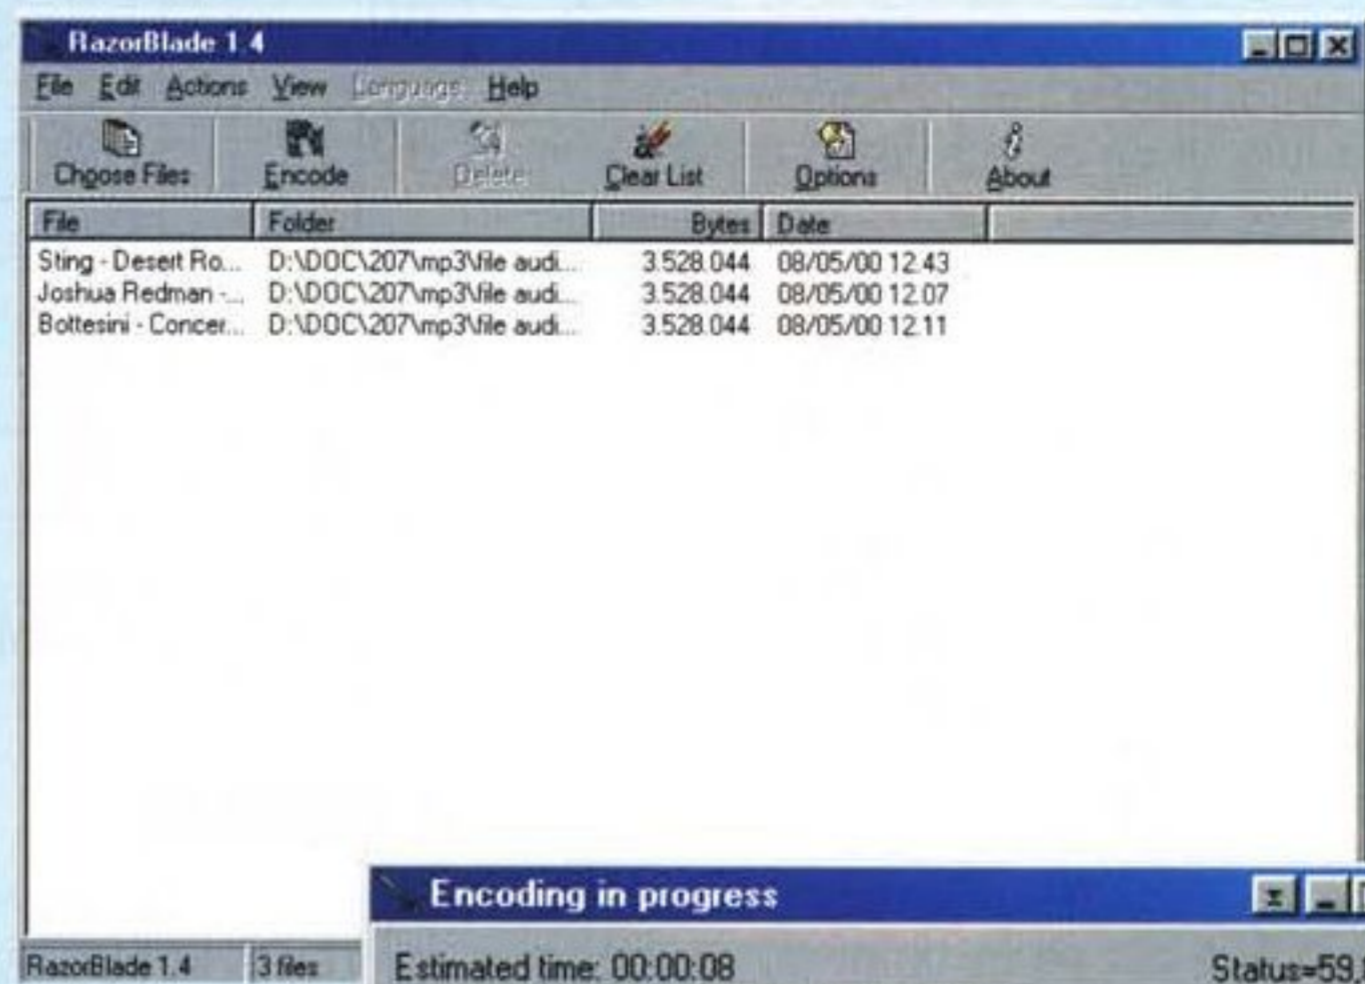 RazorBlade 1.4
File Edit Actions View Language Help
Choose Files Encode Delete Clear List Options About
File Folder Bytes Date
Sting - Desert Ro... D:\DOC\207\mp3\file audi... 3.528.044 08/05/00 12.43
Joshua Redman -... D:\DOC\207\mp3\file audi... 3.528.044 08/05/00 12.07
Bottesini - Concer... D:\DOC\207\mp3\file audi... 3.528.044 08/05/00 12.11
Encoding in progress
RazorBlade 1.4 3 files Estimated time: 00:00:08 Status=59,